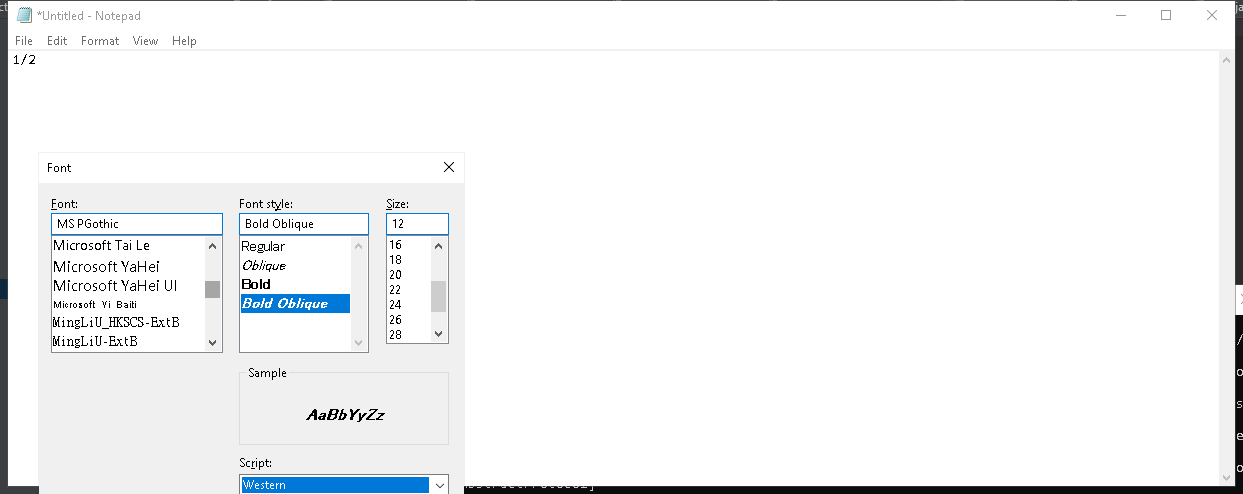 *Untitled - Notepad
File Edit Format View Help
1/2
Font
Font: Font style: Size:
MS PGothic Bold Oblique 12
Microsoft Tai Le Regular 16
Microsoft YaHei Oblique 18
Microsoft YaHei UI Bold 20
Microsoft Yi Baiti Bold Oblique 22
MingLiU_HKSCS-ExtB 24
MingLiU-ExtB 26
28
Sample
AaBbYyZz
Script:
Western